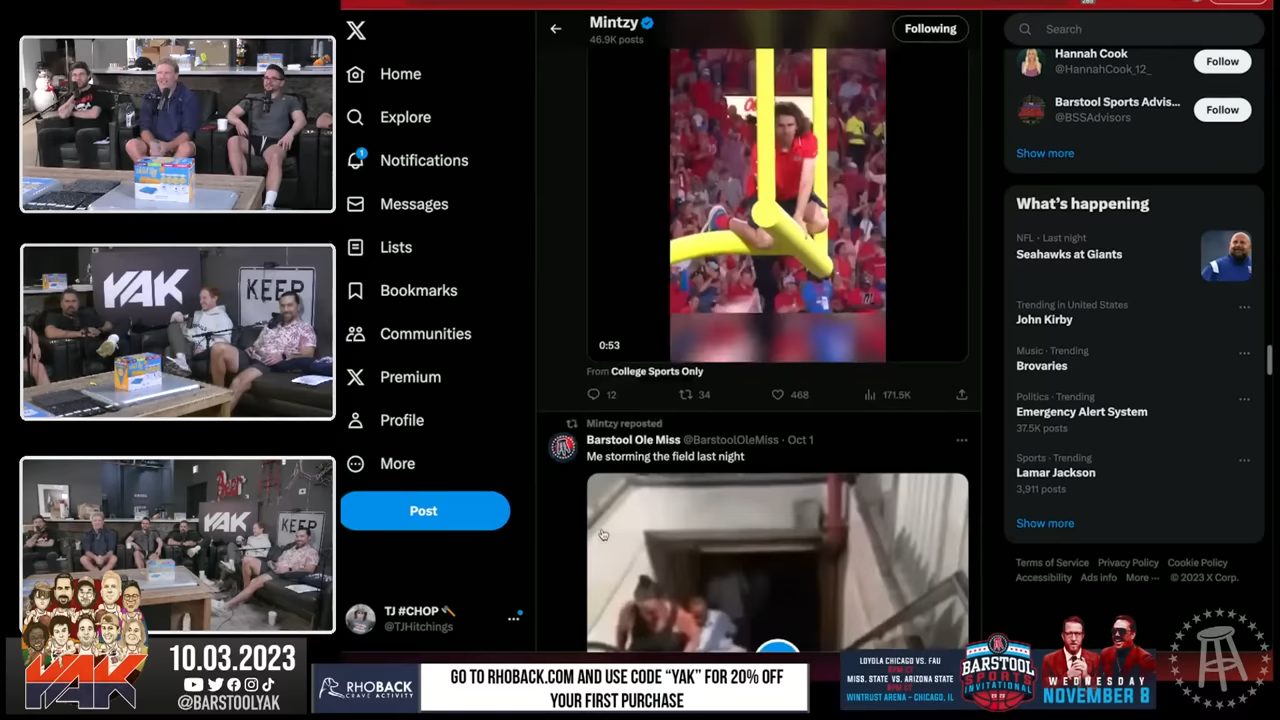 YAK
KEEP
Beer
YAK
KEEP
YAK
10.03.2023
@BARSTOOLYAK
Home
Explore
1
Notifications
Messages
Lists
Bookmarks
Communities
Premium
Profile
More
Post
TJ #CHOP
@TJHitchings
Mintzy
46.9K posts
Following
0:53
From College Sports Only
12
34
468
171.5K
Mintzy reposted
Barstool Ole Miss @BarstoolOleMiss · Oct 1
Me storming the field last night
Search
Hannah Cook
@HannahCook_12_
Follow
Barstool Sports Advis...
@BSSAdvisors
Follow
Show more
What's happening
NFL · Last night
Seahawks at Giants
Trending in United States
John Kirby
Music · Trending
Brovaries
Politics · Trending
Emergency Alert System
37.5K posts
Sports · Trending
Lamar Jackson
3,911 posts
Show more
Terms of Service Privacy Policy Cookie Policy
Accessibility Ads info More ··· © 2023 X Corp.
RHOBACK
CRAVE ACTIVITY
GO TO RHOBACK.COM AND USE CODE "YAK" FOR 20% OFF
YOUR FIRST PURCHASE
LOYOLA CHICAGO VS. FAU
MISS. STATE VS. ARIZONA STATE
WINTRUST ARENA - CHICAGO, IL
BARSTOOL
SPORTS
INVITATIONAL
WEDNESDAY
NOVEMBER 8